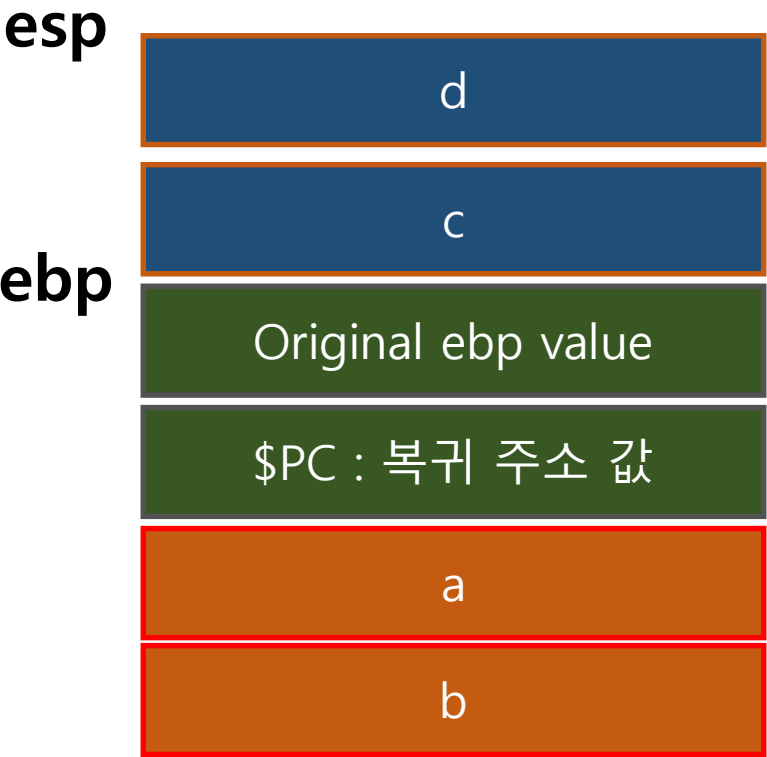 esp
d
c
ebp
Original ebp value
$PC : 복귀 주소 값
a
b